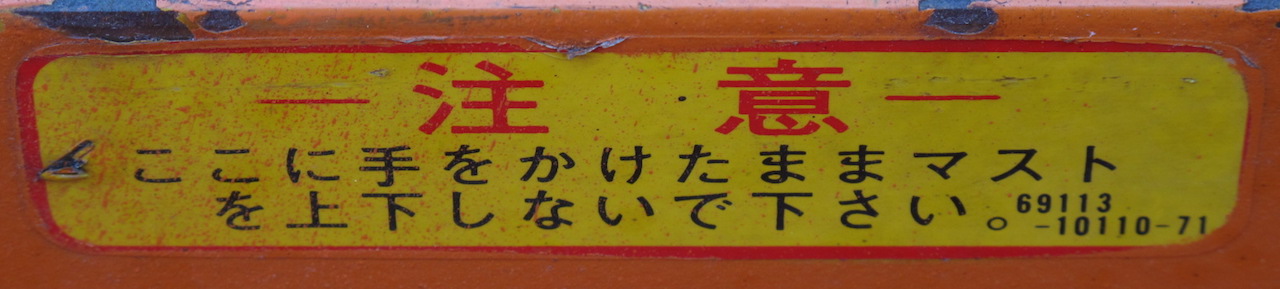 注意
ここに手をかけたままマスト
を上下しないで下さい。
69113
-10110-71